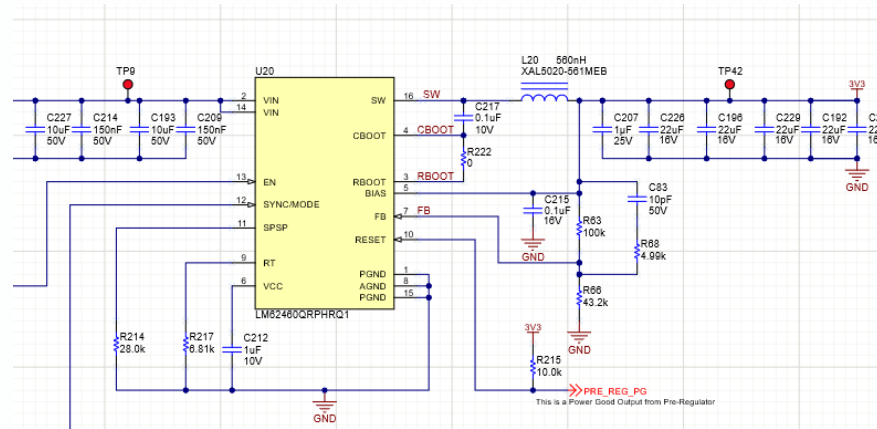 TP9
U20
L20 560nH
XAL5020-561MEB
TP42
3V3
C227
10uF
50V
C214
150nF
50V
C193
10uF
50V
C209
150nF
50V
2
14
VIN
VIN
SW
16
SW
C217
0.1uF
10V
CBOOT
4
CBOOT
R222
0
RBOOT
3
RBOOT
BIAS
5
FB
7
FB
RESET
10
13
EN
12
SYNC/MODE
11
SPSP
9
RT
6
VCC
PGND
1
AGND
8
PGND
15
LM62460QRPHRQ1
C207
1µF
25V
C226
22uF
16V
C196
22uF
16V
C229
22uF
16V
C192
22uF
16V
GND
C83
10pF
50V
C215
0.1uF
16V
GND
R63
100k
R68
4.99k
R66
43.2k
GND
R214
28.0k
R217
6.81k
C212
1uF
10V
GND
3V3
R215
10.0k
PRE_REG_PG
This is a Power Good Output from Pre-Regulator